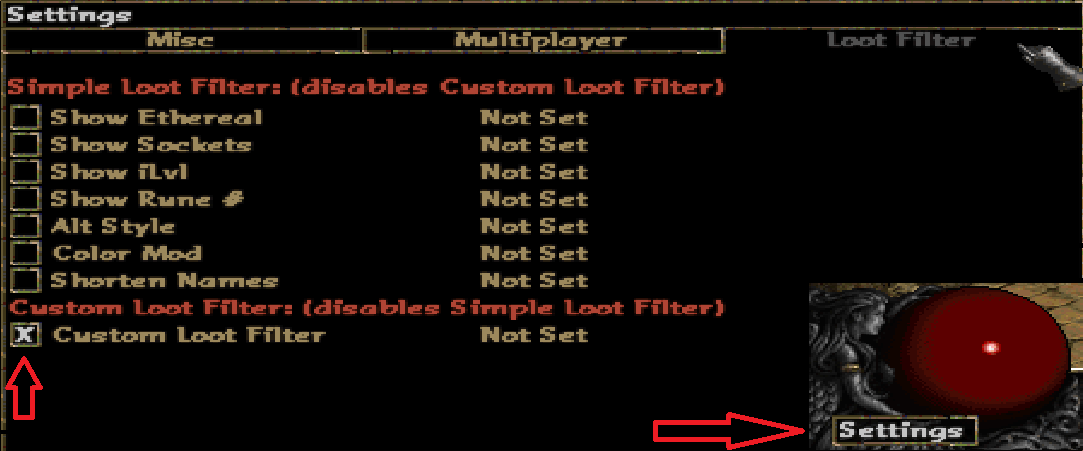 Settings
Misc Multiplayer Loot Filter
Simple Loot Filter: (disables Custom Loot Filter)
Show Ethereal Not Set
Show Sockets Not Set
Show iLvl Not Set
Show Rune # Not Set
Alt Style Not Set
Color Mod Not Set
Shorten Names Not Set
Custom Loot Filter: (disables Simple Loot Filter)
X Custom Loot Filter Not Set
Settings